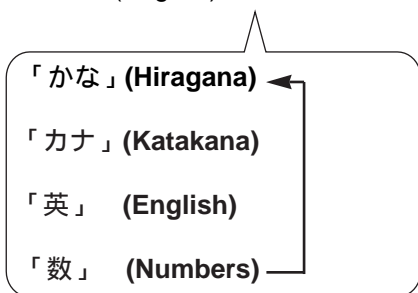 「かな」(Hiragana)
「カナ」(Katakana)
「英」 (English)
「数」 (Numbers)